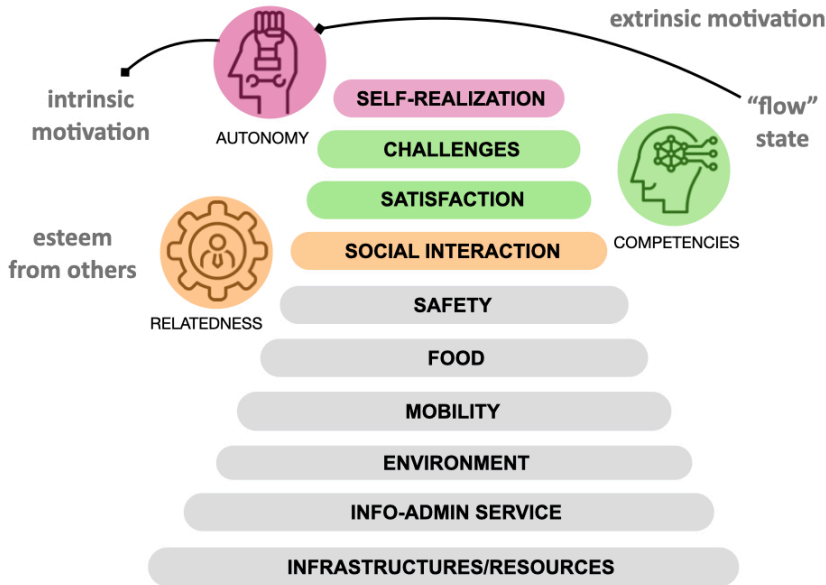 extrinsic motivation
intrinsic
motivation
AUTONOMY
SELF-REALIZATION
“flow”
state
CHALLENGES
SATISFACTION
COMPETENCIES
esteem
from others
SOCIAL INTERACTION
RELATEDNESS
SAFETY
FOOD
MOBILITY
ENVIRONMENT
INFO-ADMIN SERVICE
INFRASTRUCTURES/RESOURCES